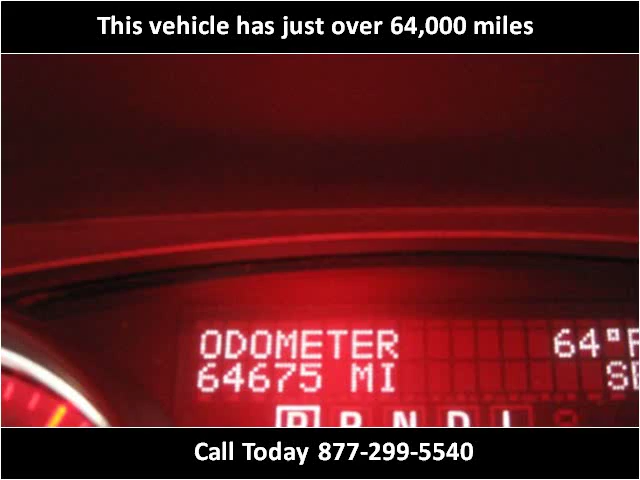 This vehicle has just over 64,000 miles
ODOMETER 64°F
64675 MI
P R N D L
Call Today 877-299-5540